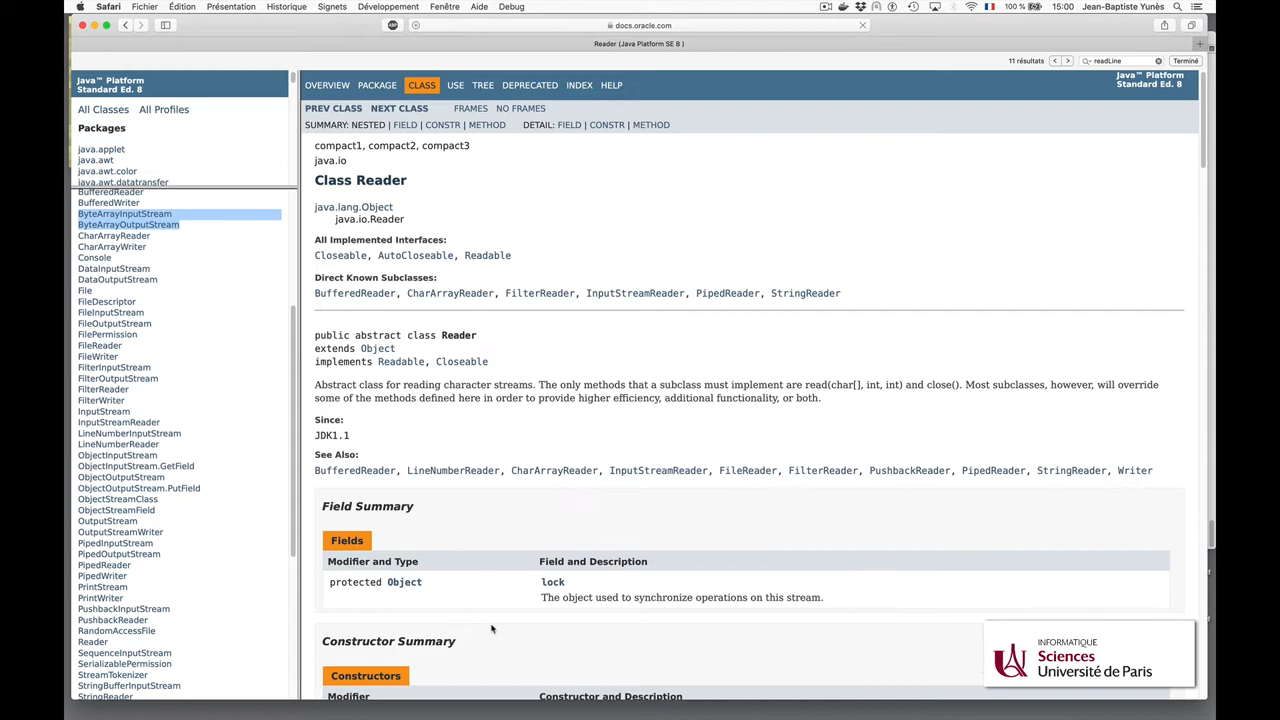 Safari Fichier Édition Présentation Historique Signets Développement Fenêtre Aide Debug 100 % 15:00 Jean-Baptiste Yunès
docs.oracle.com
Reader (Java Platform SE 8 )
11 résultats readLine Terminé
Java™ Platform
Standard Ed. 8
All Classes All Profiles
Packages
java.applet
java.awt
java.awt.color
java.awt.datatransfer
BufferedReader
BufferedWriter
ByteArrayInputStream
ByteArrayOutputStream
CharArrayReader
CharArrayWriter
Console
DataInputStream
DataOutputStream
File
FileDescriptor
FileInputStream
FileOutputStream
FilePermission
FileReader
FileWriter
FilterInputStream
FilterOutputStream
FilterReader
FilterWriter
InputStream
InputStreamReader
LineNumberInputStream
LineNumberReader
ObjectInputStream
ObjectInputStream.GetField
ObjectOutputStream
ObjectOutputStream.PutField
ObjectStreamClass
ObjectStreamField
OutputStream
OutputStreamWriter
PipedInputStream
PipedOutputStream
PipedReader
PipedWriter
PrintStream
PrintWriter
PushbackInputStream
PushbackReader
RandomAccessFile
Reader
SequenceInputStream
SerializablePermission
StreamTokenizer
StringBufferInputStream
StringReader
OVERVIEW PACKAGE CLASS USE TREE DEPRECATED INDEX HELP
Java™ Platform
Standard Ed. 8
PREV CLASS NEXT CLASS FRAMES NO FRAMES
SUMMARY: NESTED | FIELD | CONSTR | METHOD DETAIL: FIELD | CONSTR | METHOD
compact1, compact2, compact3
java.io
Class Reader
java.lang.Object
java.io.Reader
All Implemented Interfaces:
Closeable, AutoCloseable, Readable
Direct Known Subclasses:
BufferedReader, CharArrayReader, FilterReader, InputStreamReader, PipedReader, StringReader
public abstract class Reader
extends Object
implements Readable, Closeable
Abstract class for reading character streams. The only methods that a subclass must implement are read(char[], int, int) and close(). Most subclasses, however, will override
some of the methods defined here in order to provide higher efficiency, additional functionality, or both.
Since:
JDK1.1
See Also:
BufferedReader, LineNumberReader, CharArrayReader, InputStreamReader, FileReader, FilterReader, PushbackReader, PipedReader, StringReader, Writer
Field Summary
Fields
Modifier and Type Field and Description
protected Object lock
The object used to synchronize operations on this stream.
Constructor Summary
Constructors
Modifier Constructor and Description
INFORMATIQUE
Sciences
Université de Paris